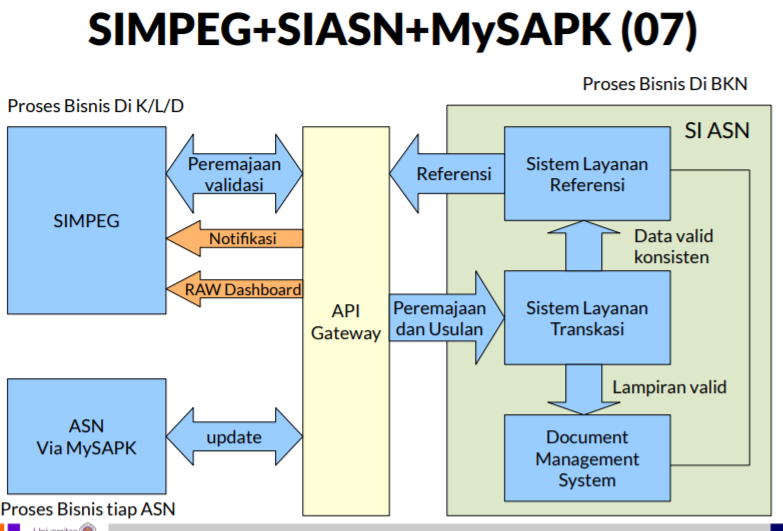 SIMPEG+SIASN+MySAPK (07)
Proses Bisnis Di BKN
Proses Bisnis Di K/L/D
SI ASN
Peremajaan
validasi
Referensi
Sistem Layanan
Referensi
SIMPEG
Notifikasi
Data valid
konsisten
RAW Dashboard
API
Gateway
Peremajaan
dan Usulan
Sistem Layanan
Transkasi
Lampiran valid
ASN
Via MySAPK
update
Document
Management
System
Proses Bisnis tiap ASN